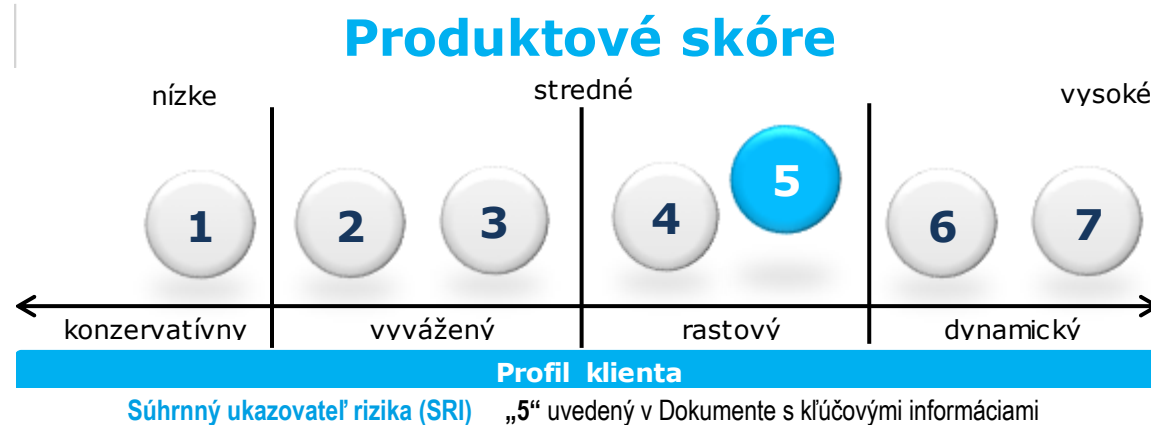 Produktové skóre
nízke stredné vysoké
1 2 3 4 5 6 7
konzervatívny vyvážený rastový dynamický
Profil klienta
Súhrnný ukazovateľ rizika (SRI) „5“ uvedený v Dokumente s kľúčovými informáciami